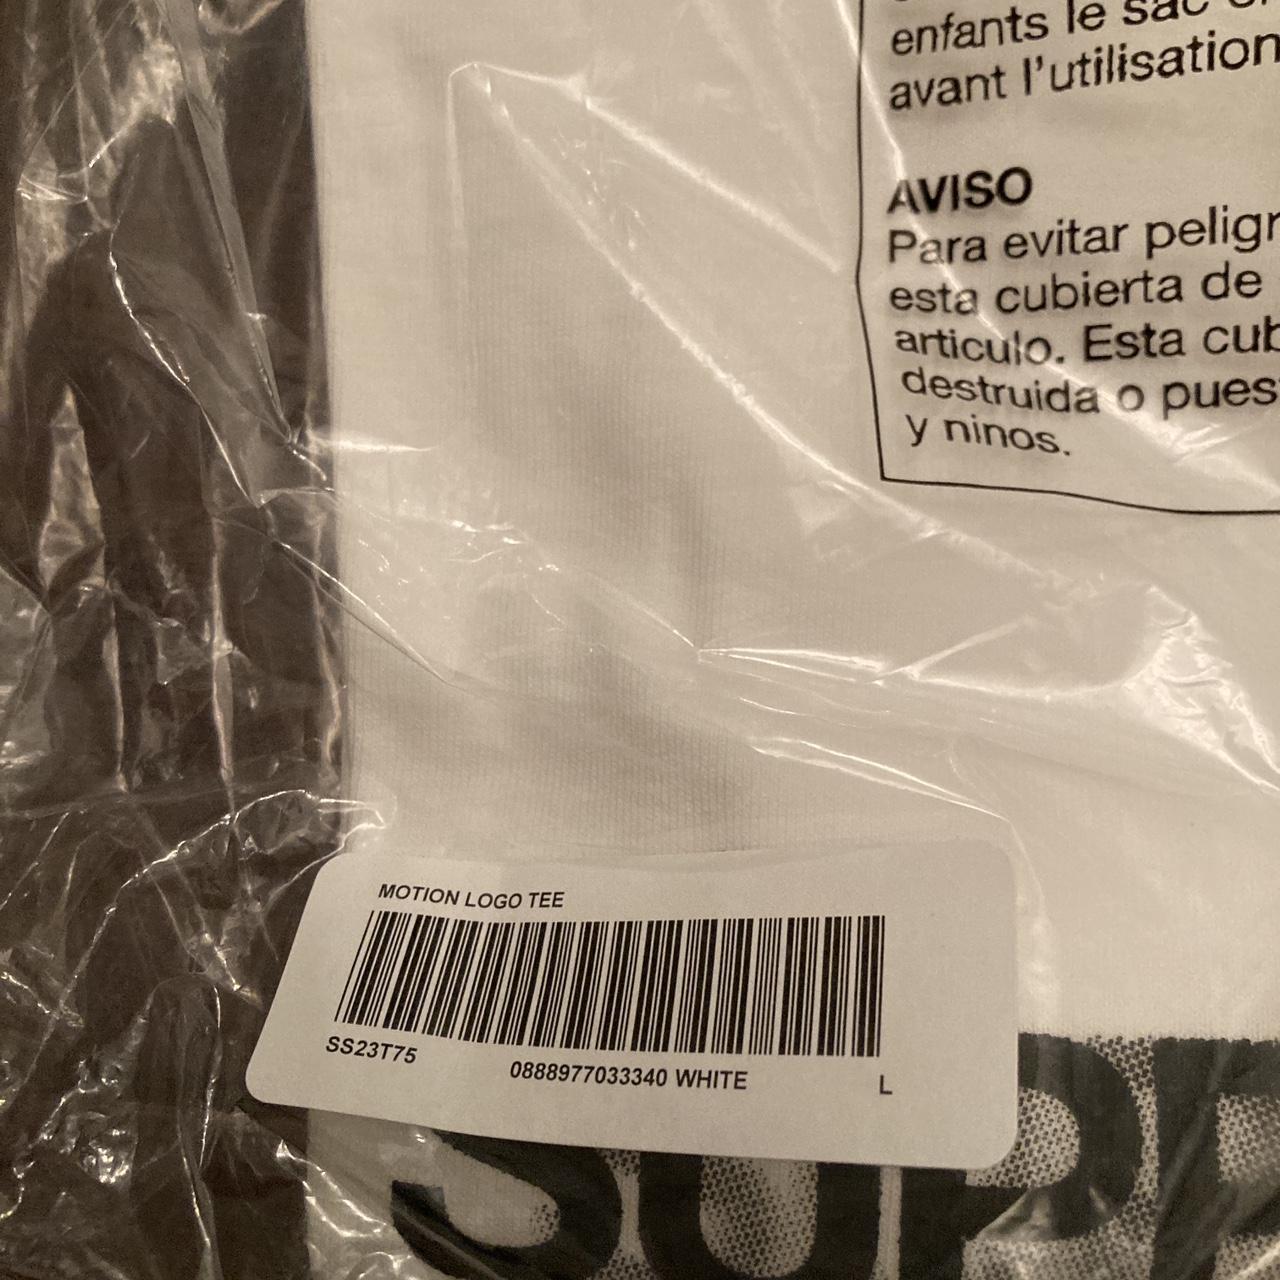 enfants le sac
avant l'utilisation
AVISO
Para evitar
esta cubierta de
articulo. Esta
destruida o
y ninos.
MOTION LOGO TEE
SS23T75
0888977033340 WHITE
L
SUP